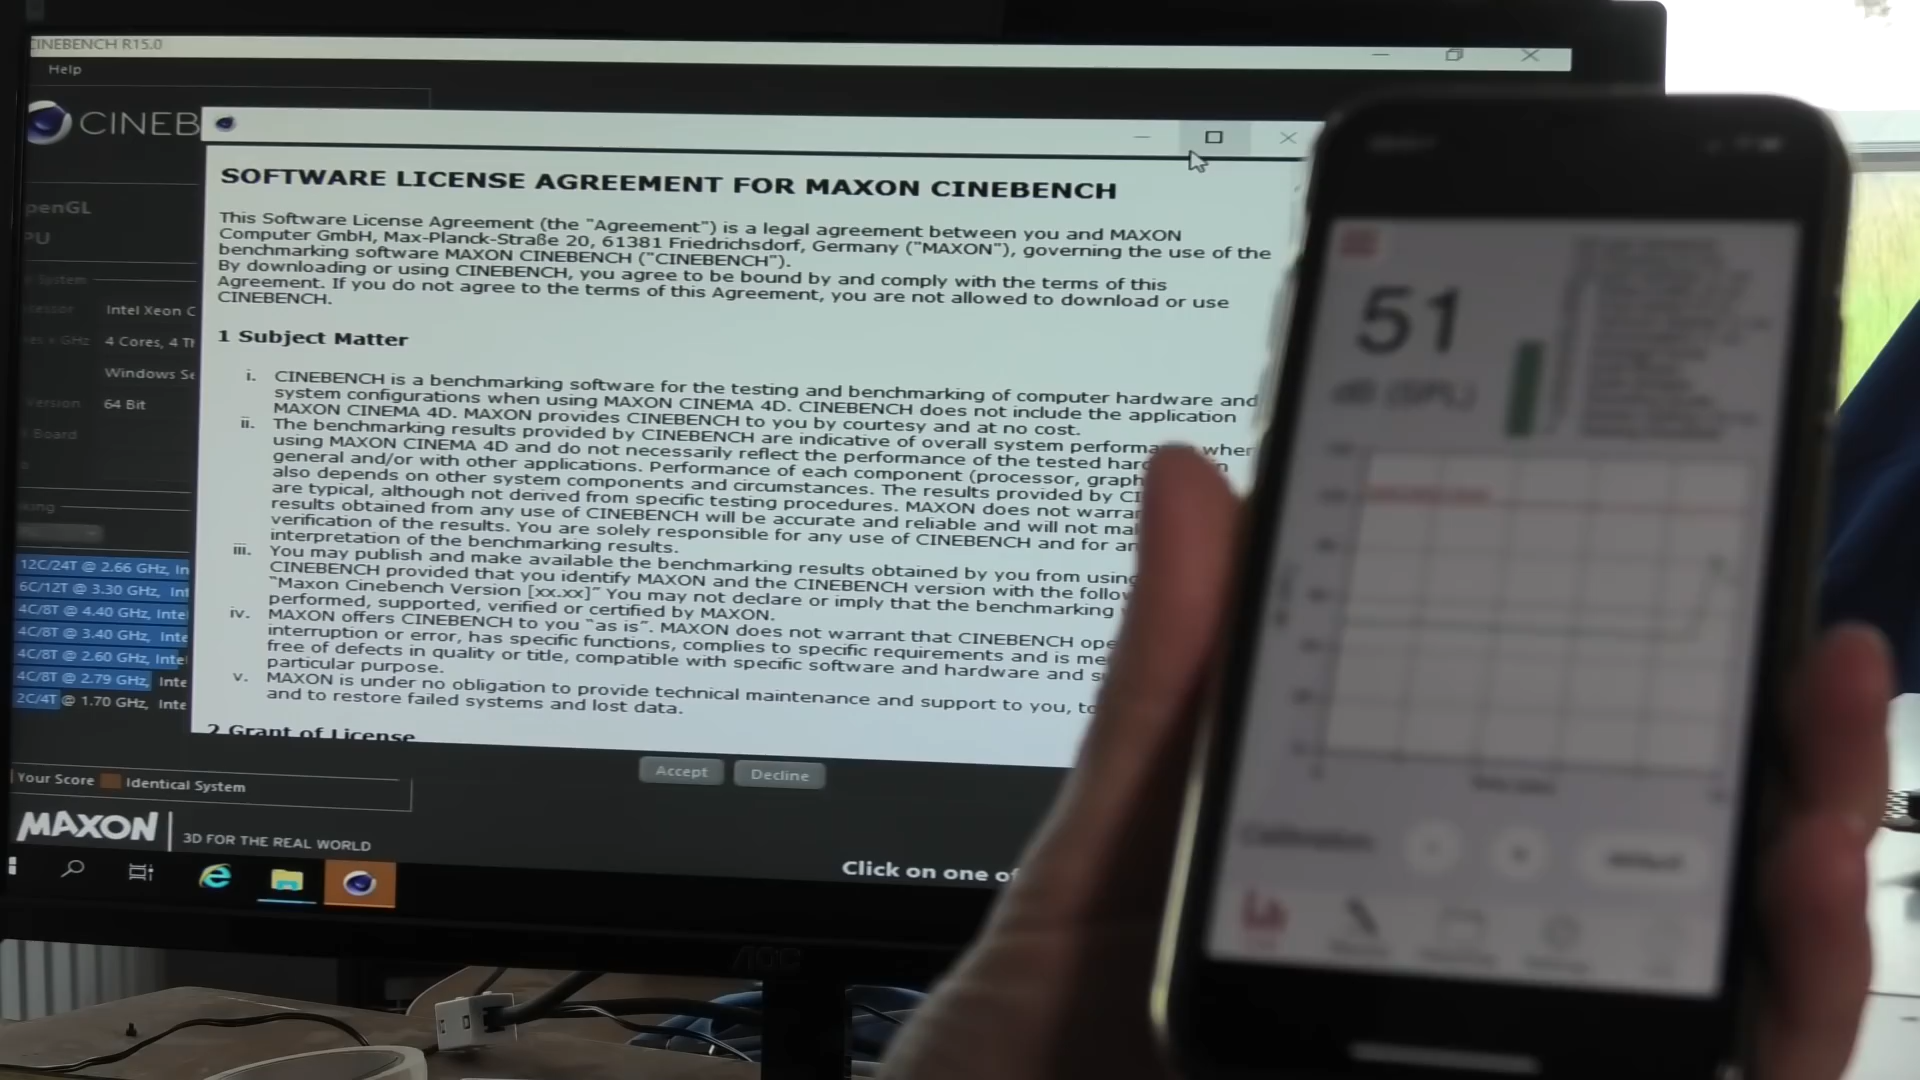 CINEBENCH R15.0
Help
CINEB
SOFTWARE LICENSE AGREEMENT FOR MAXON CINEBENCH
This Software License Agreement (the "Agreement") is a legal agreement between you and MAXON
Computer GmbH, Max-Planck-Straße 20, 61381 Friedrichsdorf, Germany ("MAXON"), governing the use of the
benchmarking software MAXON CINEBENCH ("CINEBENCH").
By downloading or using CINEBENCH, you agree to be bound by and comply with the terms of this
Agreement. If you do not agree to the terms of this Agreement, you are not allowed to download or use
CINEBENCH.
1 Subject Matter
i. CINEBENCH is a benchmarking software for the testing and benchmarking of computer hardware and
system configurations when using MAXON CINEMA 4D. CINEBENCH does not include the application
MAXON CINEMA 4D. MAXON provides CINEBENCH to you by courtesy and at no cost.
ii. The benchmarking results provided by CINEBENCH are indicative of overall system performa when
using MAXON CINEMA 4D and do not necessarily reflect the performance of the tested har in
general and/or with other applications. Performance of each component (processor, graph
also depends on other system components and circumstances. The results provided by CI
are typical, although not derived from specific testing procedures. MAXON does not warrar
results obtained from any use of CINEBENCH will be accurate and reliable and will not mal
verification of the results. You are solely responsible for any use of CINEBENCH and for an
interpretation of the benchmarking results.
iii. You may publish and make available the benchmarking results obtained by you from using
CINEBENCH provided that you identify MAXON and the CINEBENCH version with the follow
"Maxon Cinebench Version [xx.xx]" You may not declare or imply that the benchmarking
performed, supported, verified or certified by MAXON.
iv. MAXON offers CINEBENCH to you "as is". MAXON does not warrant that CINEBENCH ope
interruption or error, has specific functions, complies to specific requirements and is me
free of defects in quality or title, compatible with specific software and hardware and s
particular purpose.
v. MAXON is under no obligation to provide technical maintenance and support to you, to
and to restore failed systems and lost data.
2 Grant of License
Accept
Decline
penGL
PU
System
Intel Xeon C
GHz 4 Cores, 4 Th
Windows Se
Version 64 Bit
Board
king
12C/24T @ 2.66 GHz, In
6C/12T @ 3.30 GHz, Int
4C/8T @ 4.40 GHz, Inte
4C/8T @ 3.40 GHz, Inte
4C/8T @ 2.60 GHz, Intel
4C/8T @ 2.79 GHz, Inte
2C/4T @ 1.70 GHz, Inte
Your Score Identical System
MAXON 3D FOR THE REAL WORLD
Click on one of
AOC
51
dB (SPL)